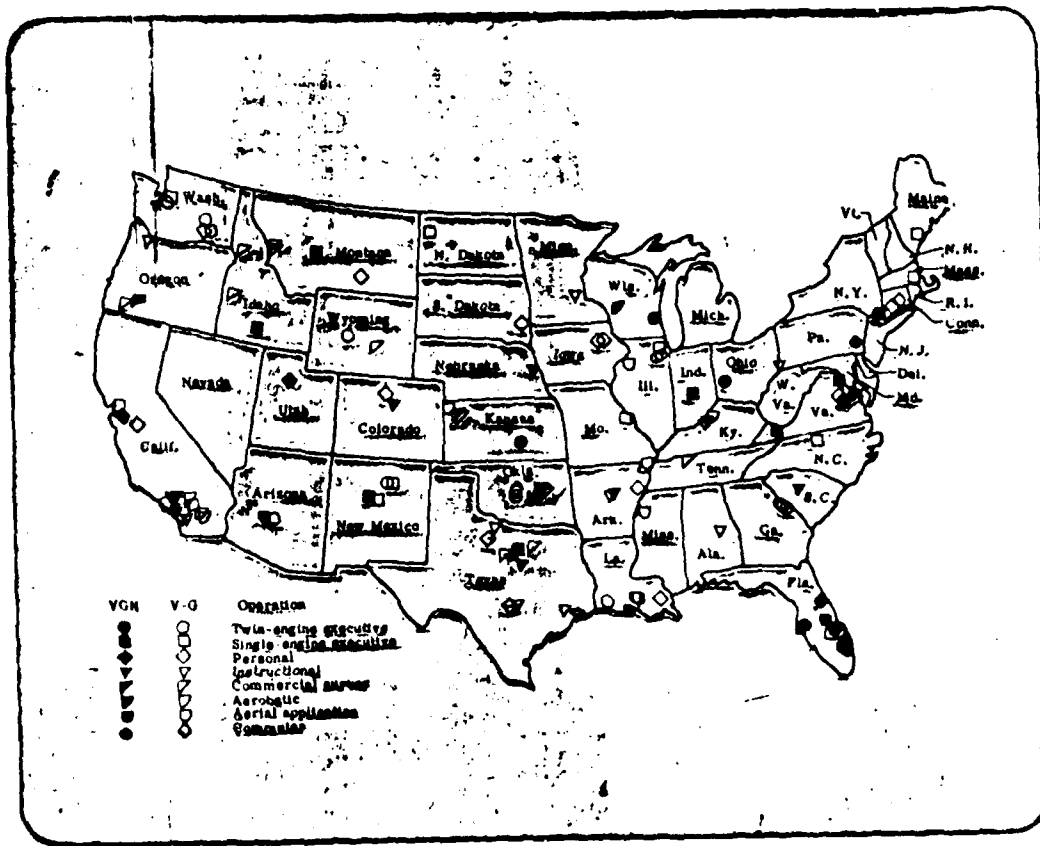 Wash.
Montana
N. Dakota
Minn.
Maine
Vt.
N. H.
Mass.
R. I.
Conn.
N. J.
Del.
Md.
Oregon
Idaho
Wyoming
S. Dakota
Wis.
Mich.
N. Y.
Pa.
Nevada
Utah
Colorado
Nebraska
Iowa
Ill.
Ind.
Ohio
W. Va.
Va.
Calif.
Arizona
New Mexico
Kansas
Mo.
Ky.
Tenn.
N. C.
S. C.
Okla.
Ark.
Texas
La.
Miss.
Ala.
Ga.
Fla.
VGH V-G Operation
Twin-engine executive
Single-engine executive
Personal
Instructional
Commercial survey
Aerobatic
Aerial application
Commuter